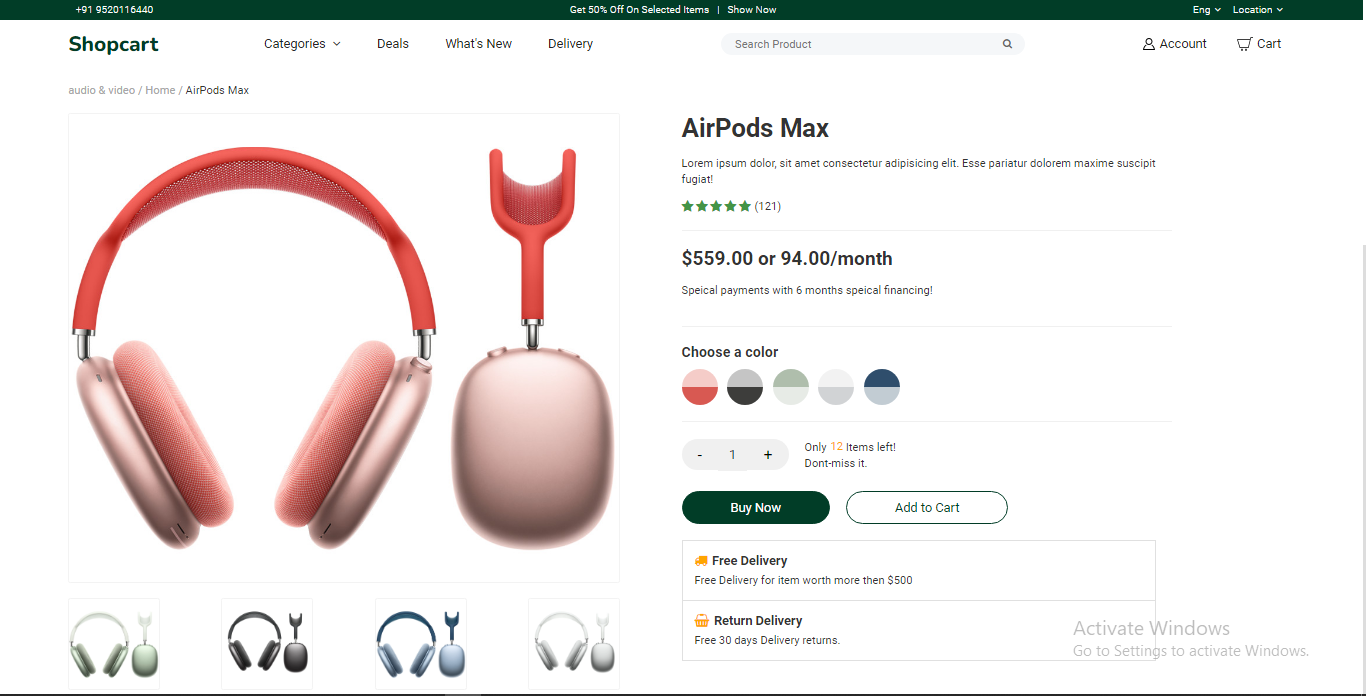 +91 9520116440
Get 50% Off On Selected Items | Show Now
Eng Location
Shopcart
Categories Deals What's New Delivery
Search Product
Account Cart
audio & video / Home / AirPods Max
AirPods Max
Lorem ipsum dolor, sit amet consectetur adipisicing elit. Esse pariatur dolorem maxime suscipit
fugiat!
(121)
$559.00 or 94.00/month
Speical payments with 6 months speical financing!
Choose a color
- 1 +
Only 12 Items left!
Dont-miss it.
Buy Now
Add to Cart
Free Delivery
Free Delivery for item worth more then $500
Return Delivery
Free 30 days Delivery returns.
Activate Windows
Go to Settings to activate Windows.